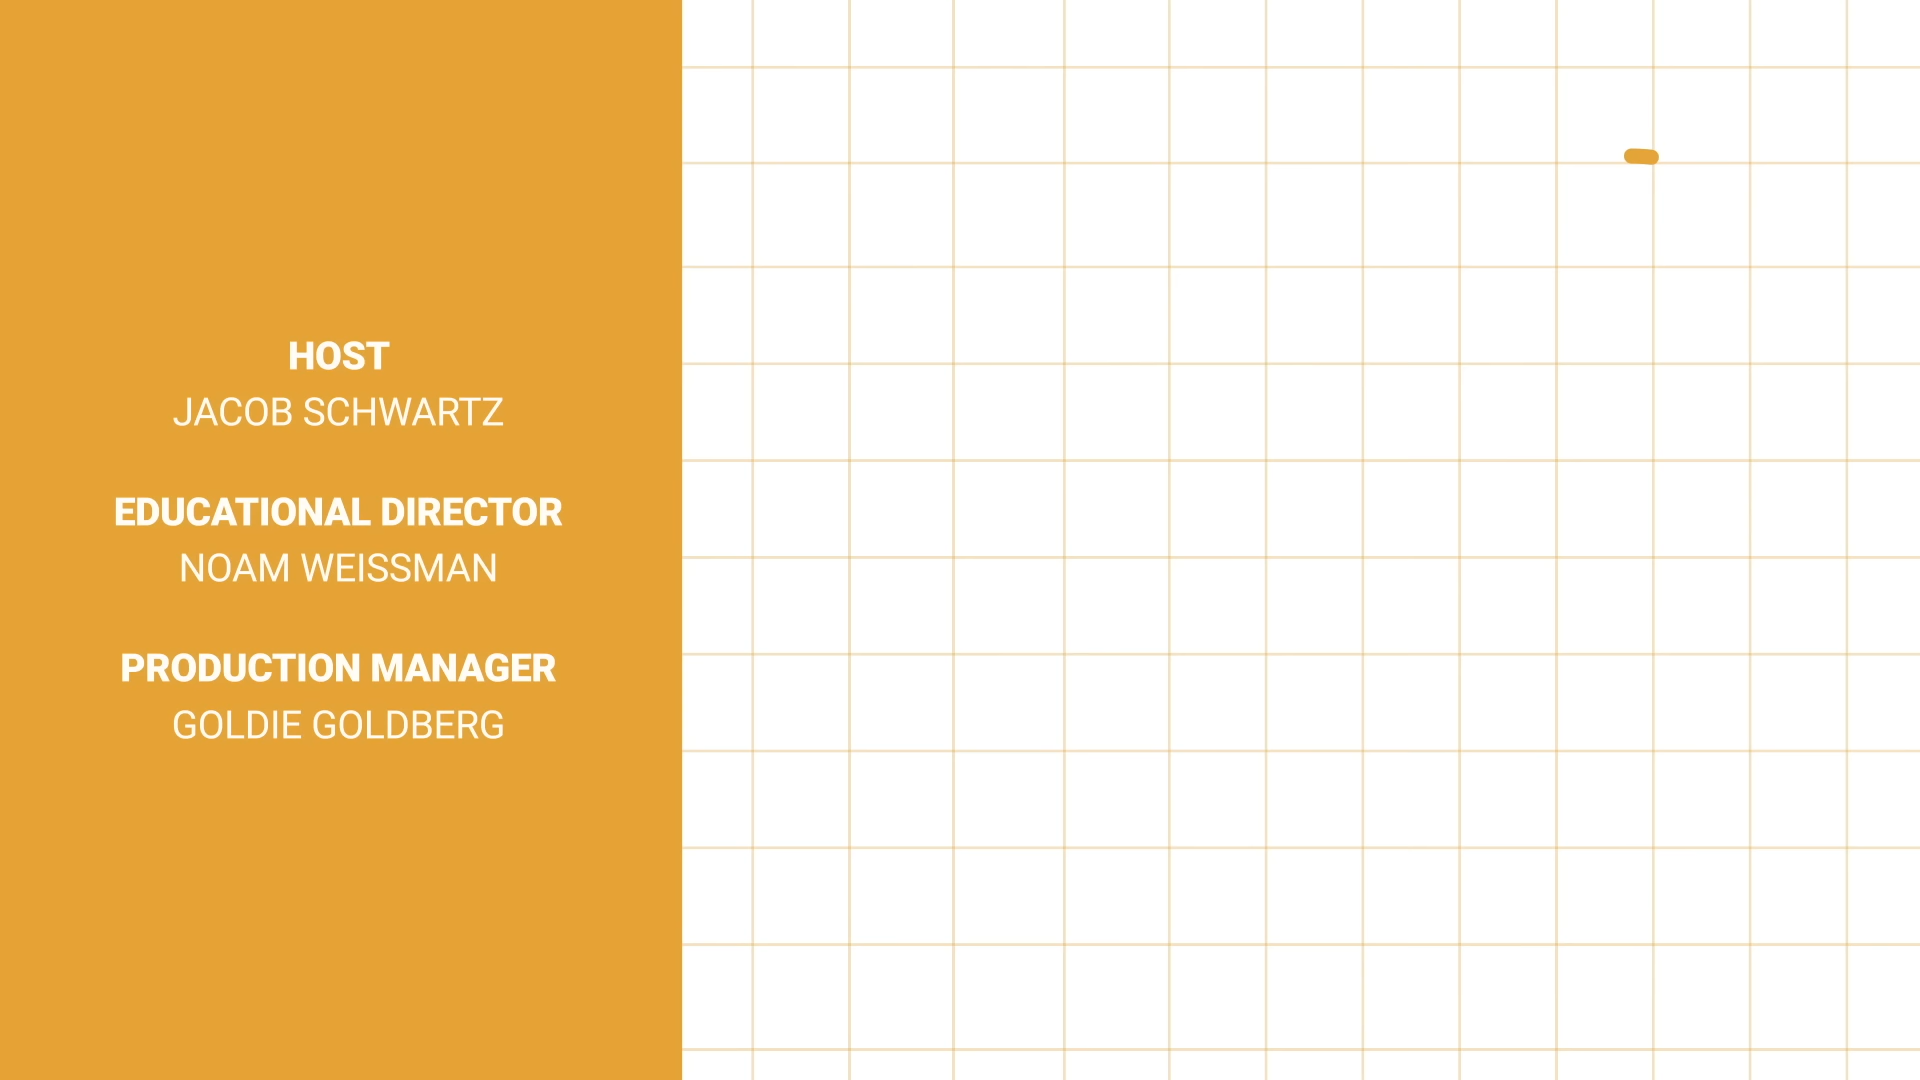 HOST
JACOB SCHWARTZ
EDUCATIONAL DIRECTOR
NOAM WEISSMAN
PRODUCTION MANAGER
GOLDIE GOLDBERG